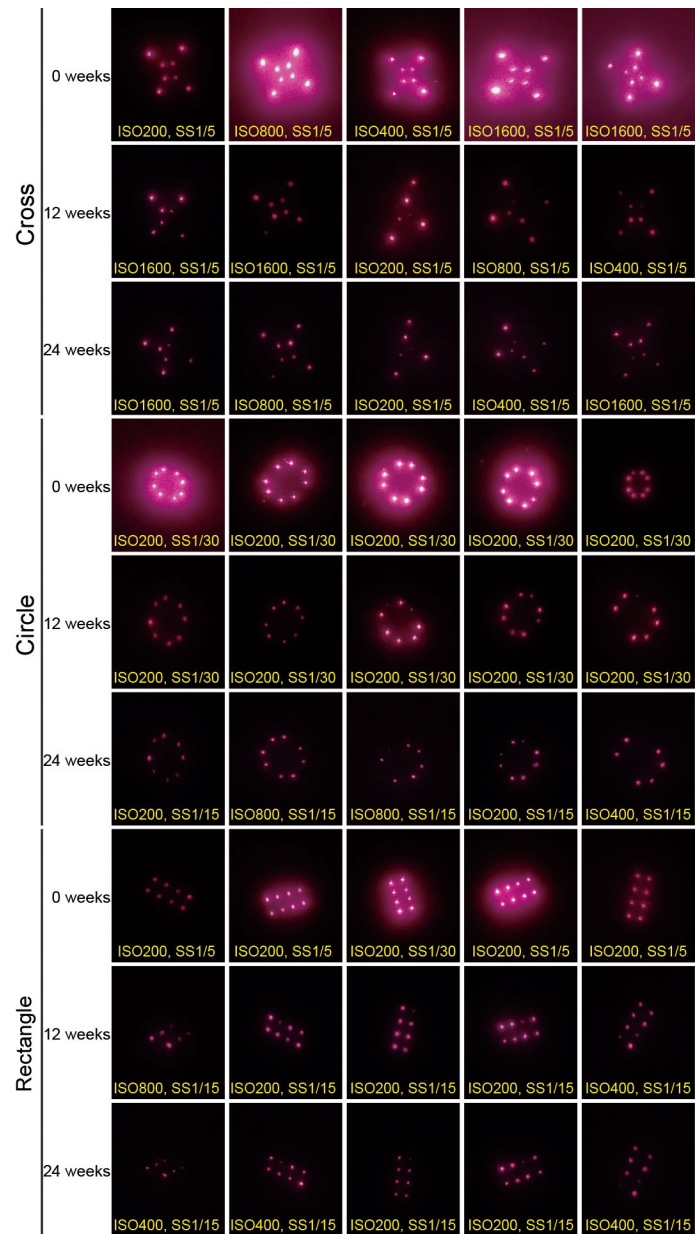 Cross
0 weeks
ISO200, SS1/5
ISO800, SS1/5
ISO400, SS1/5
ISO1600, SS1/5
ISO1600, SS1/5
12 weeks
ISO1600, SS1/5
ISO1600, SS1/5
ISO200, SS1/5
ISO800, SS1/5
ISO400, SS1/5
24 weeks
ISO1600, SS1/5
ISO800, SS1/5
ISO200, SS1/5
ISO400, SS1/5
ISO1600, SS1/5
Circle
0 weeks
ISO200, SS1/30
ISO200, SS1/30
ISO200, SS1/30
ISO200, SS1/30
ISO200, SS1/30
12 weeks
ISO200, SS1/30
ISO200, SS1/30
ISO200, SS1/30
ISO200, SS1/30
ISO200, SS1/30
24 weeks
ISO200, SS1/15
ISO800, SS1/15
ISO800, SS1/15
ISO200, SS1/15
ISO400, SS1/15
Rectangle
0 weeks
ISO200, SS1/5
ISO200, SS1/5
ISO200, SS1/30
ISO200, SS1/5
ISO200, SS1/5
12 weeks
ISO800, SS1/15
ISO200, SS1/15
ISO200, SS1/15
ISO200, SS1/15
ISO400, SS1/15
24 weeks
ISO400, SS1/15
ISO400, SS1/15
ISO200, SS1/15
ISO200, SS1/15
ISO400, SS1/15